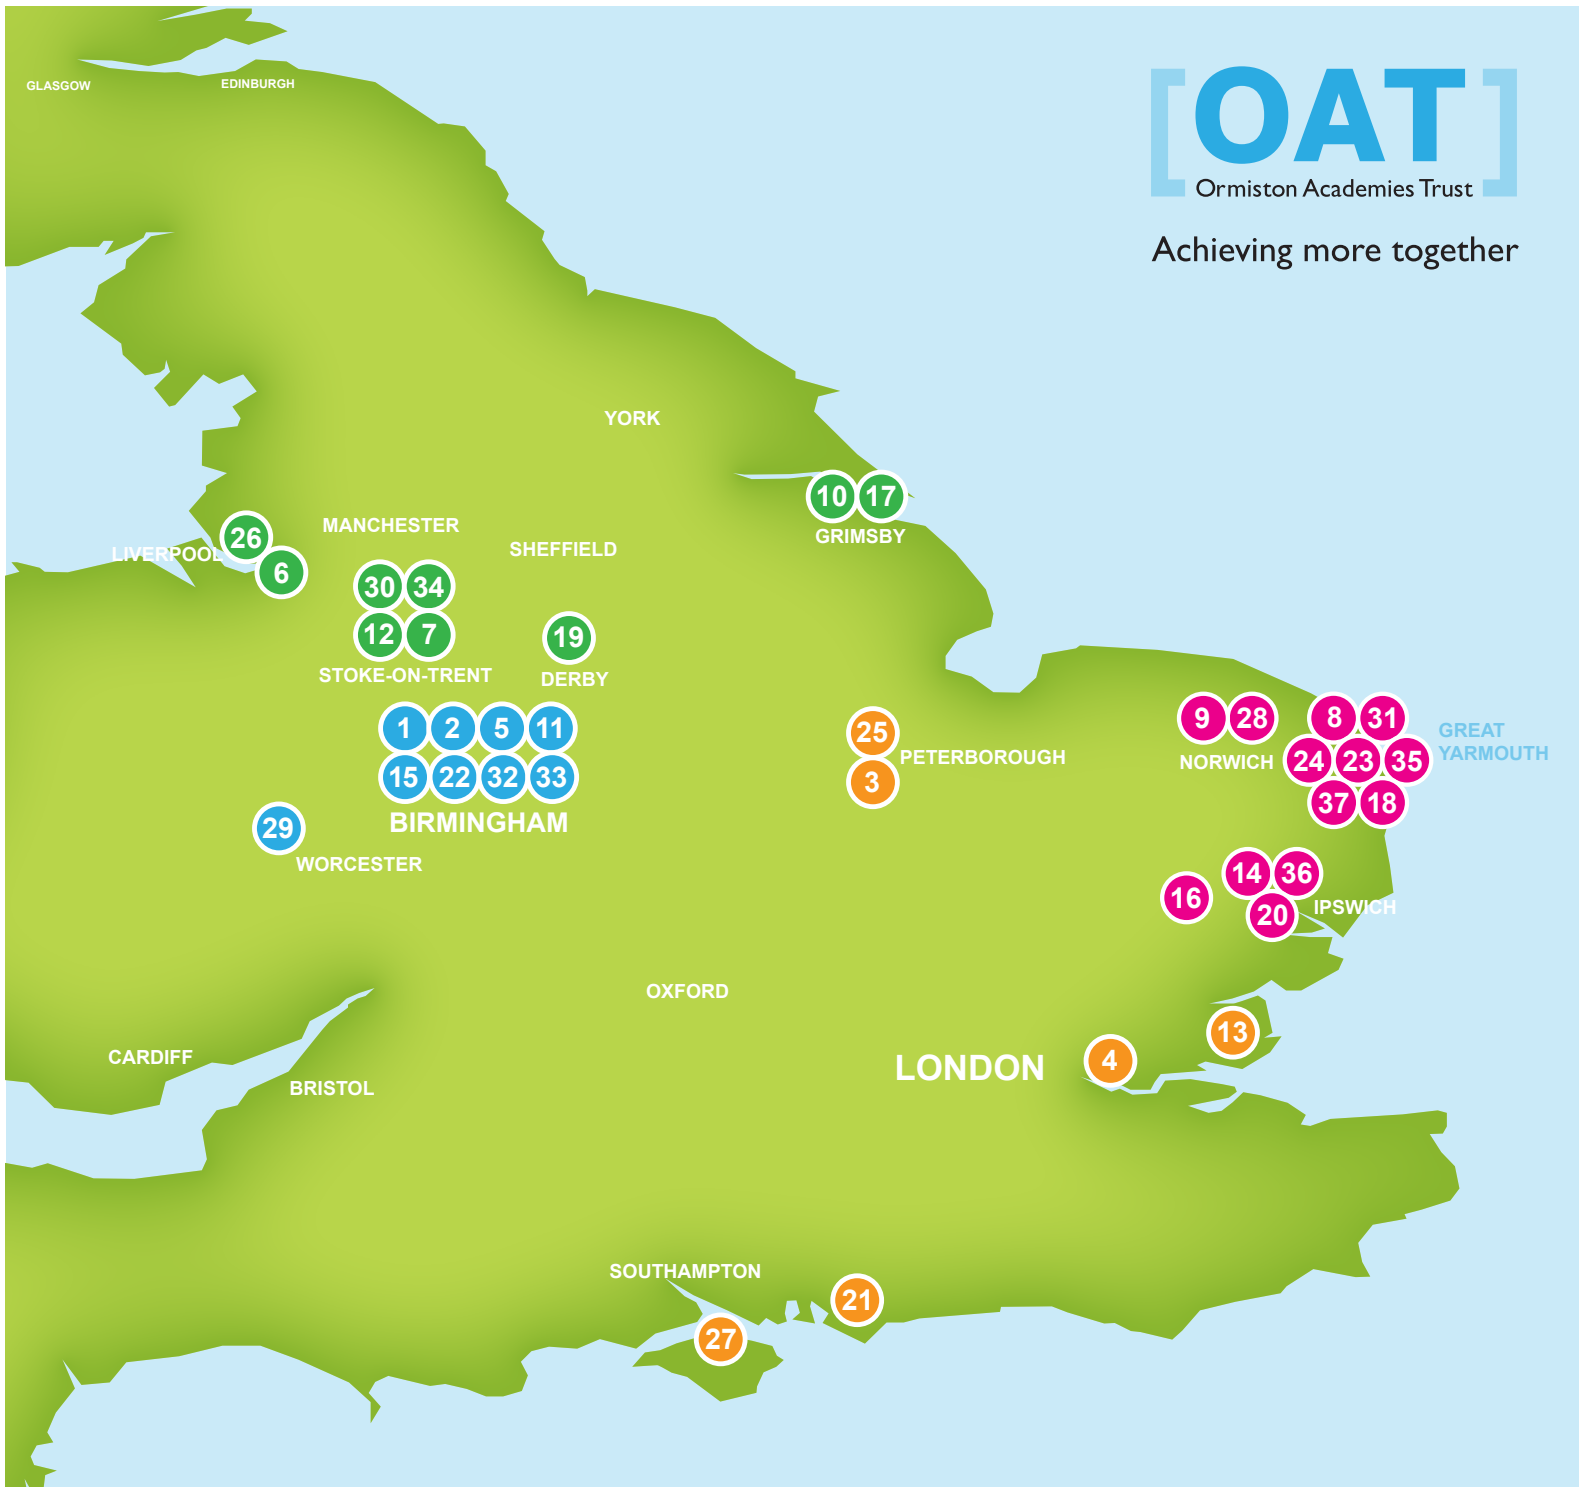 GLASGOW
EDINBURGH
[OAT]
Ormiston Academies Trust
Achieving more together
YORK
10 17
GRIMSBY
MANCHESTER
26
LIVERPOOL
6
SHEFFIELD
30 34
12 7
STOKE-ON-TRENT
19
DERBY
1 2 5 11
15 22 32 33
BIRMINGHAM
29
WORCESTER
25
PETERBOROUGH
3
9 28
NORWICH
8 31
24 23 35
37 18
GREAT
YARMOUTH
16
14 36
20
IPSWICH
OXFORD
CARDIFF
BRISTOL
LONDON
4
13
SOUTHAMPTON
21
27